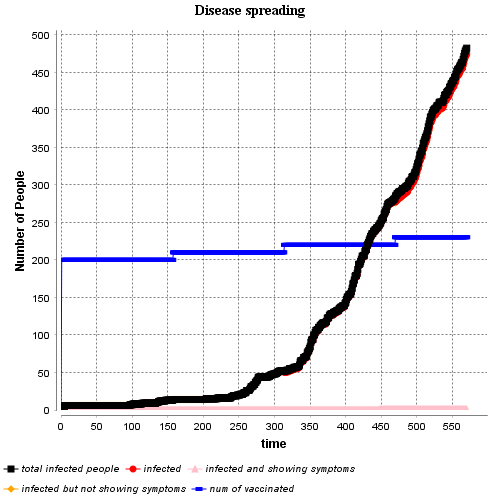 Disease spreading
Number of People
500
450
400
350
300
250
200
150
100
50
0
0 50 100 150 200 250 300 350 400 450 500 550
time
total infected people infected infected and showing symptoms
infected but not showing symptoms num of vaccinated